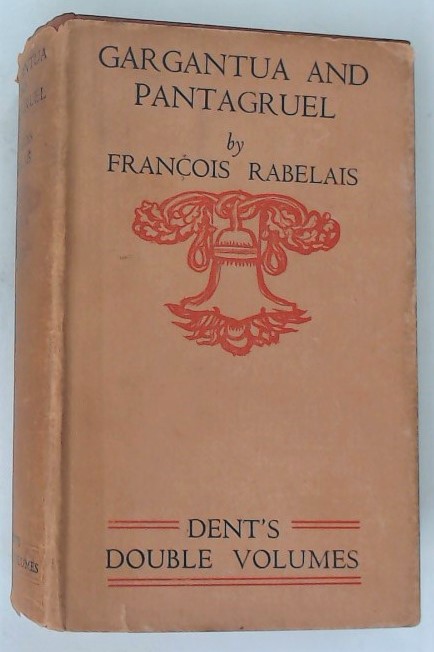 GARGANTUA AND
PANTAGRUEL
by
FRANÇOIS RABELAIS
DENT'S
DOUBLE VOLUMES